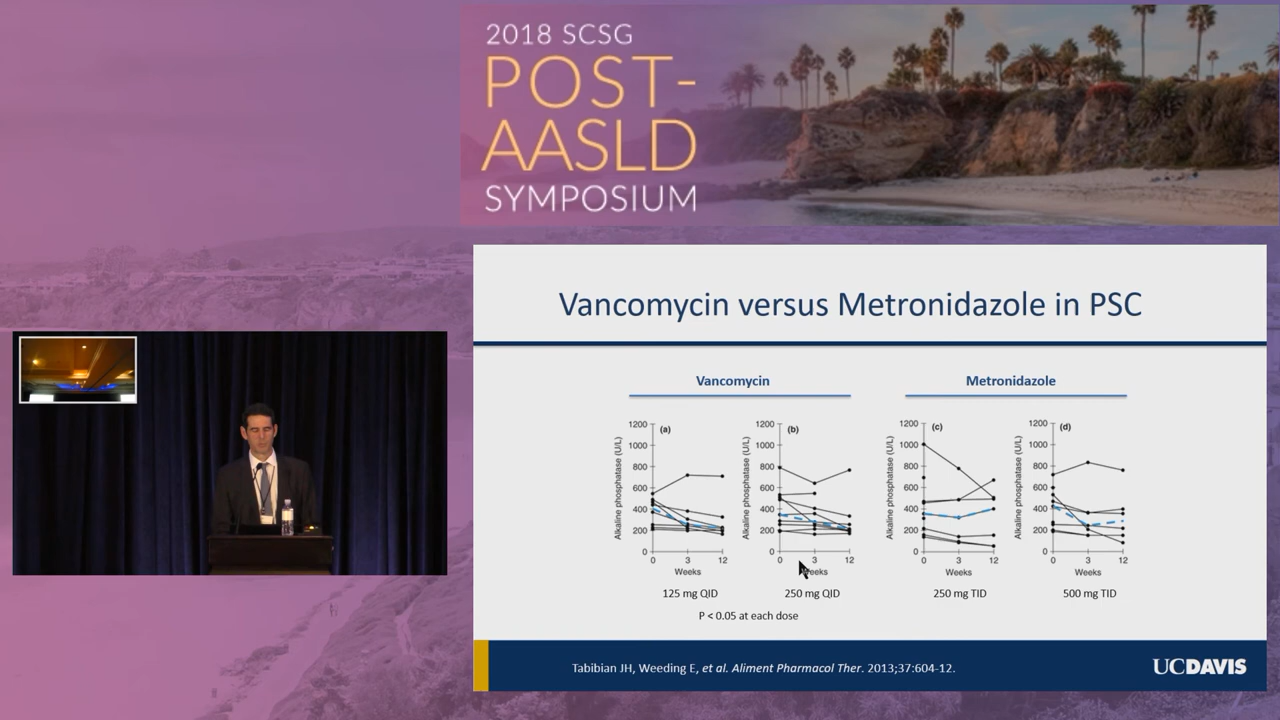 2018 SCSG
POST-
AASLD
SYMPOSIUM
Vancomycin versus Metronidazole in PSC
Vancomycin
Metronidazole
(a)
1200
1000
800
600
400
200
0
Alkaline phosphatase (U/L)
0 3 12
Weeks
125 mg QID
(b)
1200
1000
800
600
400
200
0
Alkaline phosphatase (U/L)
0 3 12
Weeks
250 mg QID
P < 0.05 at each dose
(c)
1200
1000
800
600
400
200
0
Alkaline phosphatase (U/L)
0 3 12
Weeks
250 mg TID
(d)
1200
1000
800
600
400
200
0
Alkaline phosphatase (U/L)
0 3 12
Weeks
500 mg TID
Tabibian JH, Weeding E, et al. Aliment Pharmacol Ther. 2013;37:604-12.
UCDAVIS